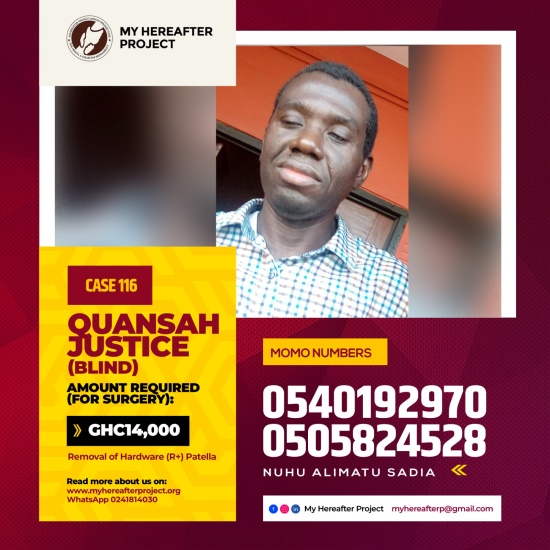 MY HEREAFTER
PROJECT
CASE 116
QUANSAH
JUSTICE
(BLIND)
AMOUNT REQUIRED
(FOR SURGERY):
GHC14,000
Removal of Hardware (R+) Patella
Read more about us on:
www.myhereafterproject.org
WhatsApp 0241814030
MOMO NUMBERS
0540192970
0505824528
NUHU ALIMATU SADIA
My Hereafter Project myhereafterp@gmail.com